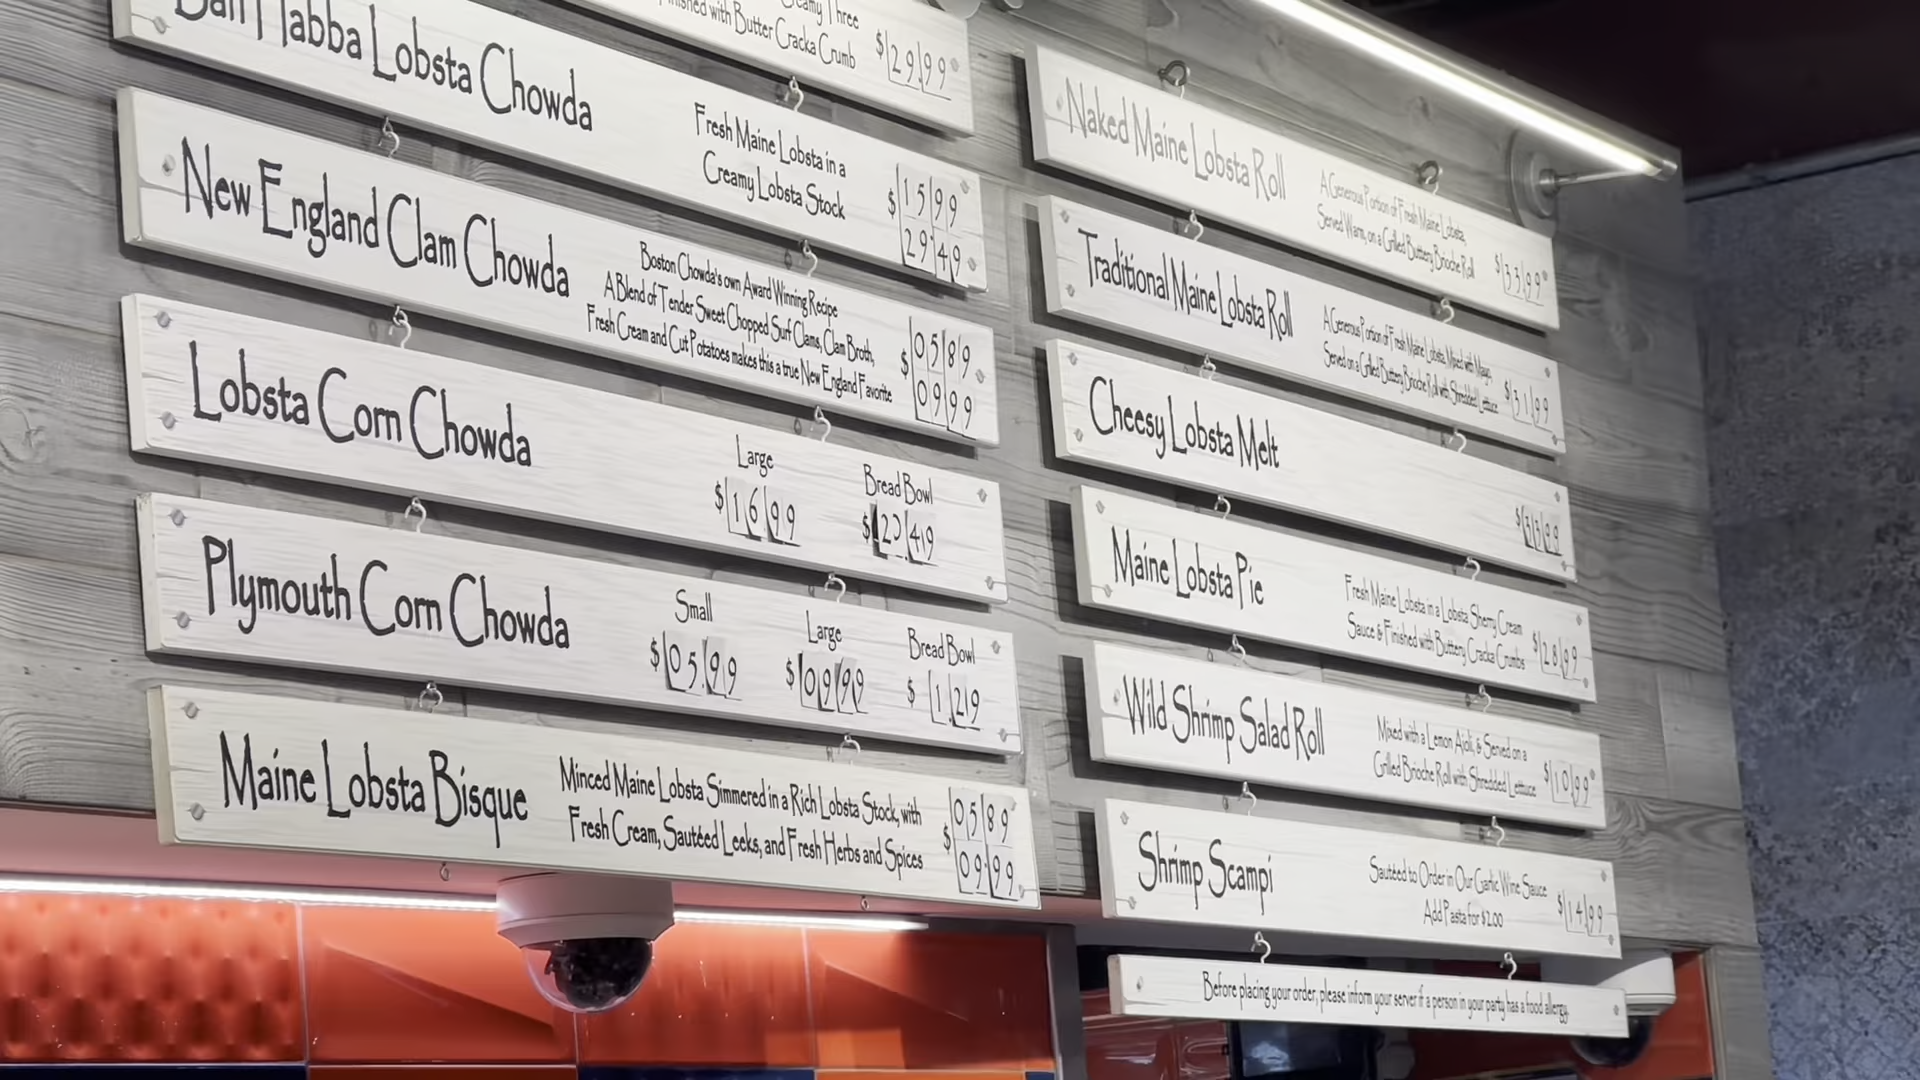 Creamy Three
Finished with Butter Cracka Crumb
$29.99
Bah Habba Lobsta Chowda
Fresh Maine Lobsta in a
Creamy Lobsta Stock
$15.99
29.49
New England Clam Chowda
Boston Chowda's own Award Winning Recipe
A Blend of Tender Sweet Chopped Surf Clams, Clam Broth,
Fresh Cream and Cut Potatoes makes this a true New England Favorite
$05.89
09.99
Lobsta Corn Chowda
Large
$16.99
Bread Bowl
Plymouth Corn Chowda
Small
$05.99
Large
$09.99
Bread Bowl
$1.29
Maine Lobsta Bisque
Minced Maine Lobsta Simmered in a Rich Lobsta Stock, with
Fresh Cream, Sautéed Leeks, and Fresh Herbs and Spices
$05.89
09.99
Naked Maine Lobsta Roll
A Generous Portion of Fresh Maine Lobsta,
Served Warm, on a Grilled Buttery Brioche Roll
$33.99
Traditional Maine Lobsta Roll
A Generous Portion of Fresh Maine Lobsta, Mixed with Mayo,
Served on a Grilled Buttery Brioche Roll with Shredded Lettuce
$31.99
Cheesy Lobsta Melt
$33.99
Maine Lobsta Pie
Fresh Maine Lobsta in a Lobsta Sherry Cream
Sauce & Finished with Buttery Cracka Crumbs
$28.99
Wild Shrimp Salad Roll
Mixed with a Lemon Aioli, & Served on a
Grilled Brioche Roll with Shredded Lettuce
$10.99
Shrimp Scampi
Sautéed to Order in Our Garlic Wine Sauce
Add Pasta for $2.00
$14.99
Before placing your order, please inform your server if a person in your party has a food allergy.